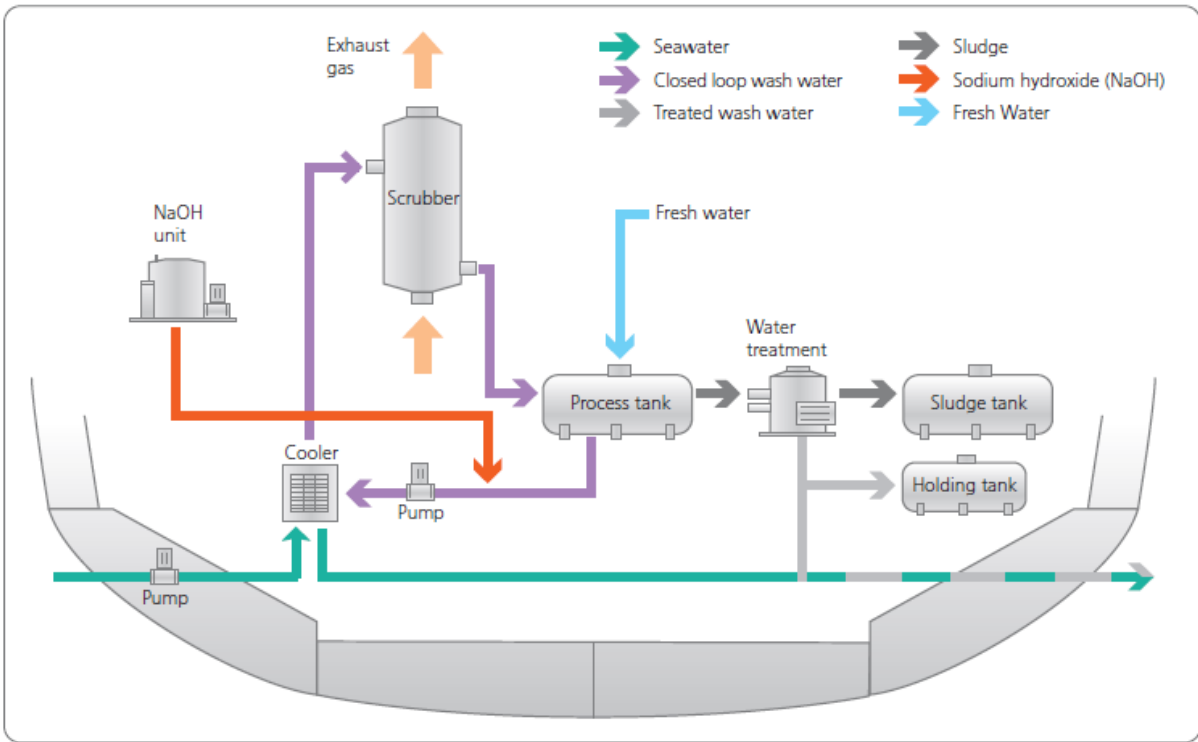 Exhaust
gas
Seawater
Closed loop wash water
Treated wash water
Sludge
Sodium hydroxide (NaOH)
Fresh Water
Scrubber
NaOH
unit
Fresh water
Water
treatment
Process tank
Sludge tank
Cooler
Pump
Holding tank
Pump